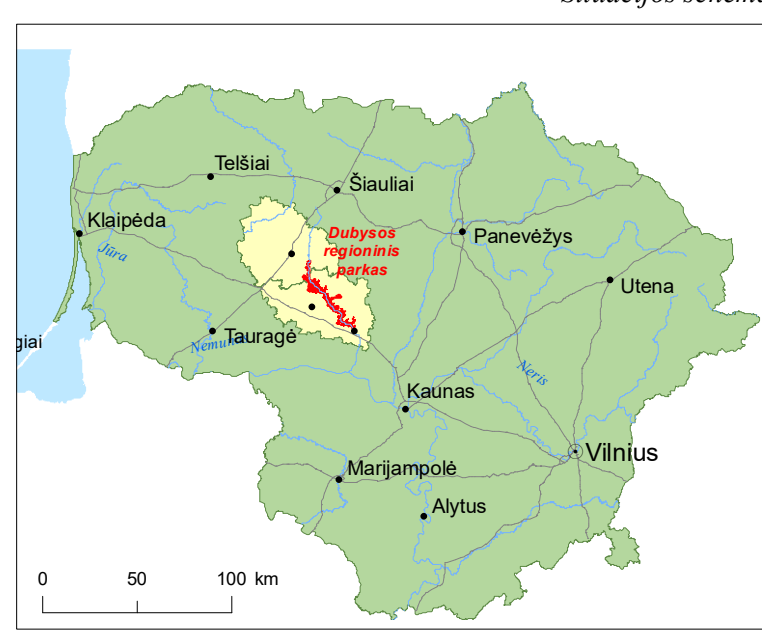 Telšiai
Šiauliai
Klaipėda
Dubysos
regioninis
parkas
Panevėžys
Jūra
Utena
Tauragė
giai
Neris
Kaunas
Vilnius
Marijampolė
Alytus
0 50 100 km